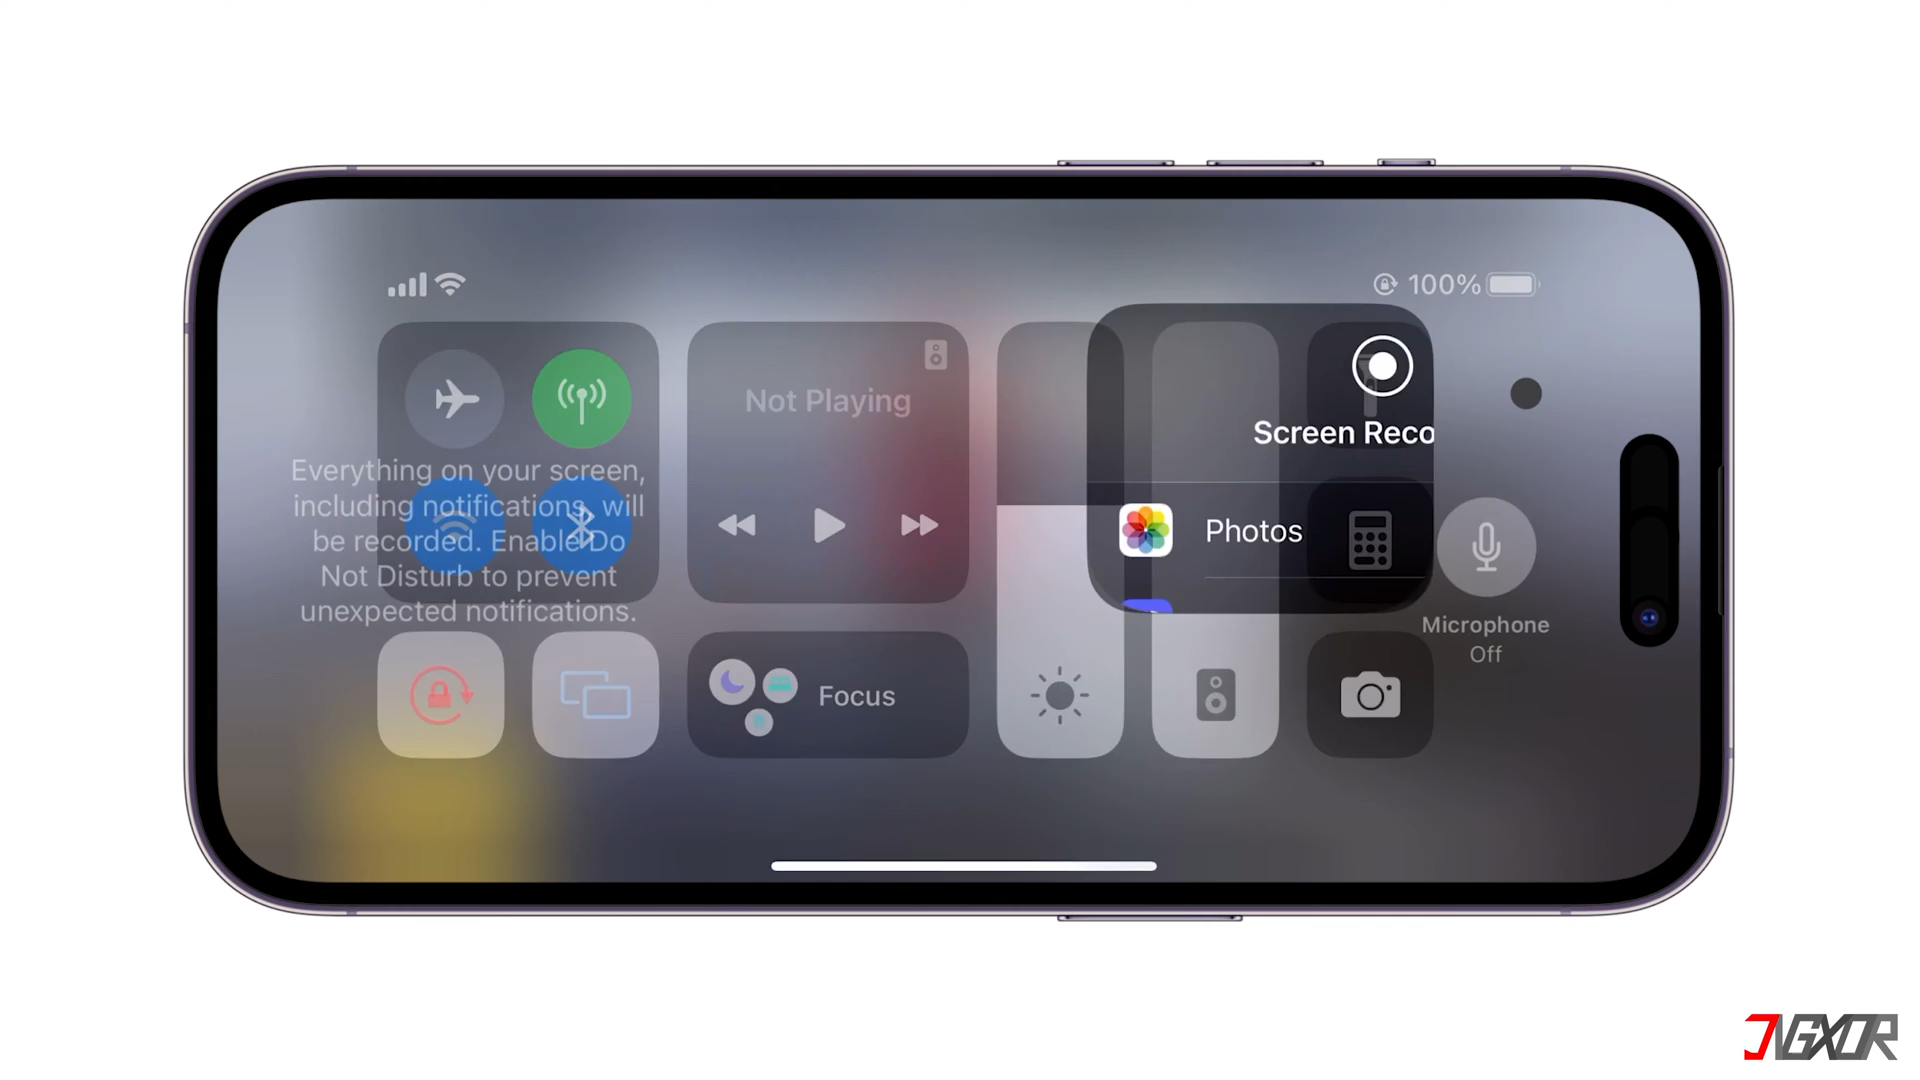 100%
Not Playing
Screen Reco
Everything on your screen,
including notifications, will
be recorded. Enable Do
Not Disturb to prevent
unexpected notifications.
Photos
Microphone
Off
Focus
JVGXOR